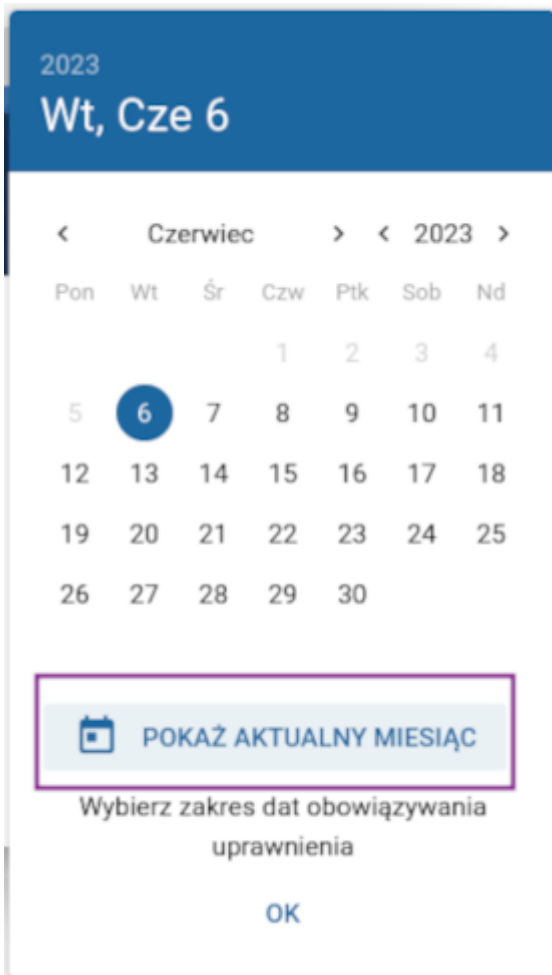 2023
Wt, Cze 6
< Czerwiec > < 2023 >
Pon Wt Śr Czw Ptk Sob Nd
1 2 3 4
5 6 7 8 9 10 11
12 13 14 15 16 17 18
19 20 21 22 23 24 25
26 27 28 29 30
POKAŻ AKTUALNY MIESIĄC
Wybierz zakres dat obowiązywania
uprawnienia
OK